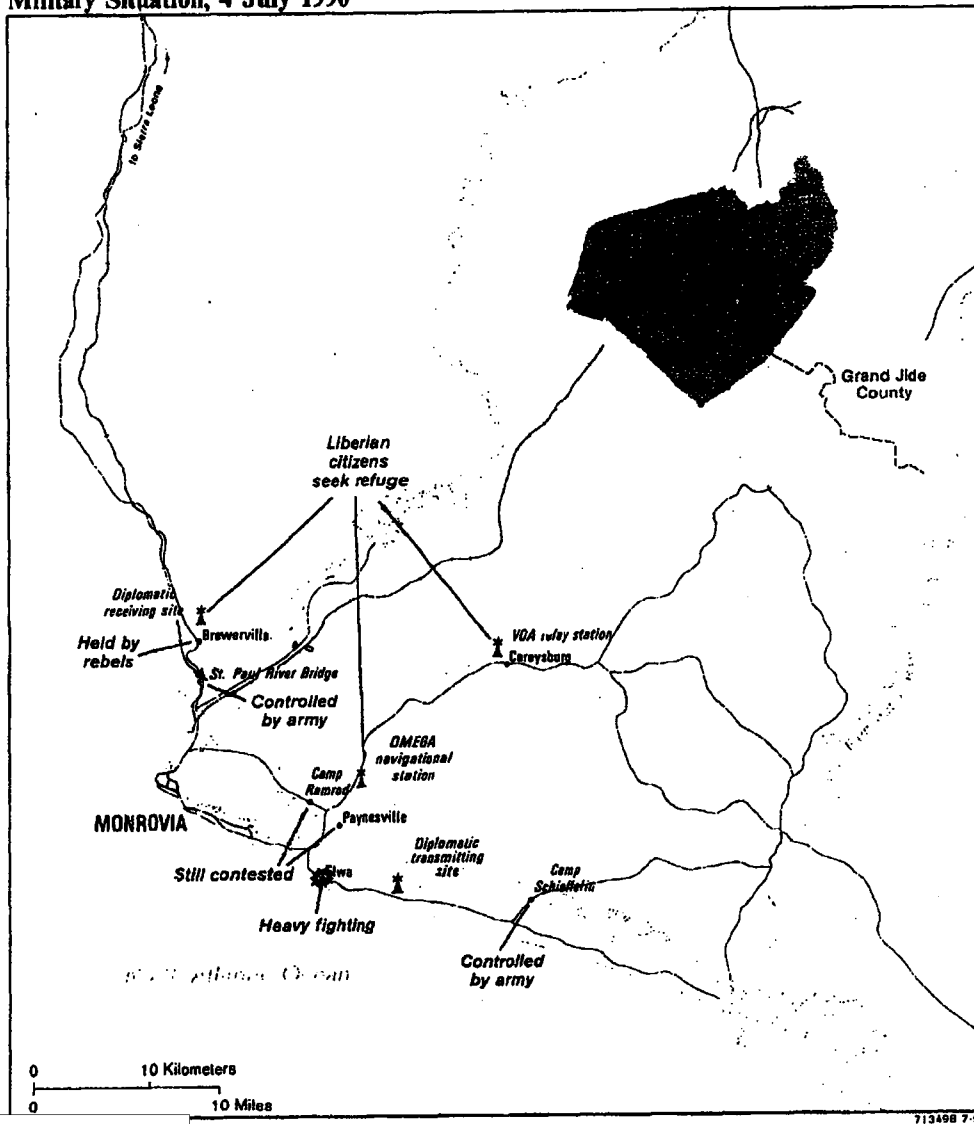 Military Situation, 4 July 1990
to Sierra Leone
Grand Jide
County
Liberian
citizens
seek refuge
Diplomatic
receiving site
Brewerville
Held by
rebels
St. Paul River Bridge
Controlled
by army
VOA relay station
Careysburg
OMEGA
navigational
station
Camp
Ramrod
MONROVIA
Paynesville
Diplomatic
transmitting
site
Still contested
Elwa
Camp
Schieffelin
Heavy fighting
Controlled
by army
Ocean
0 10 Kilometers
0 10 Miles